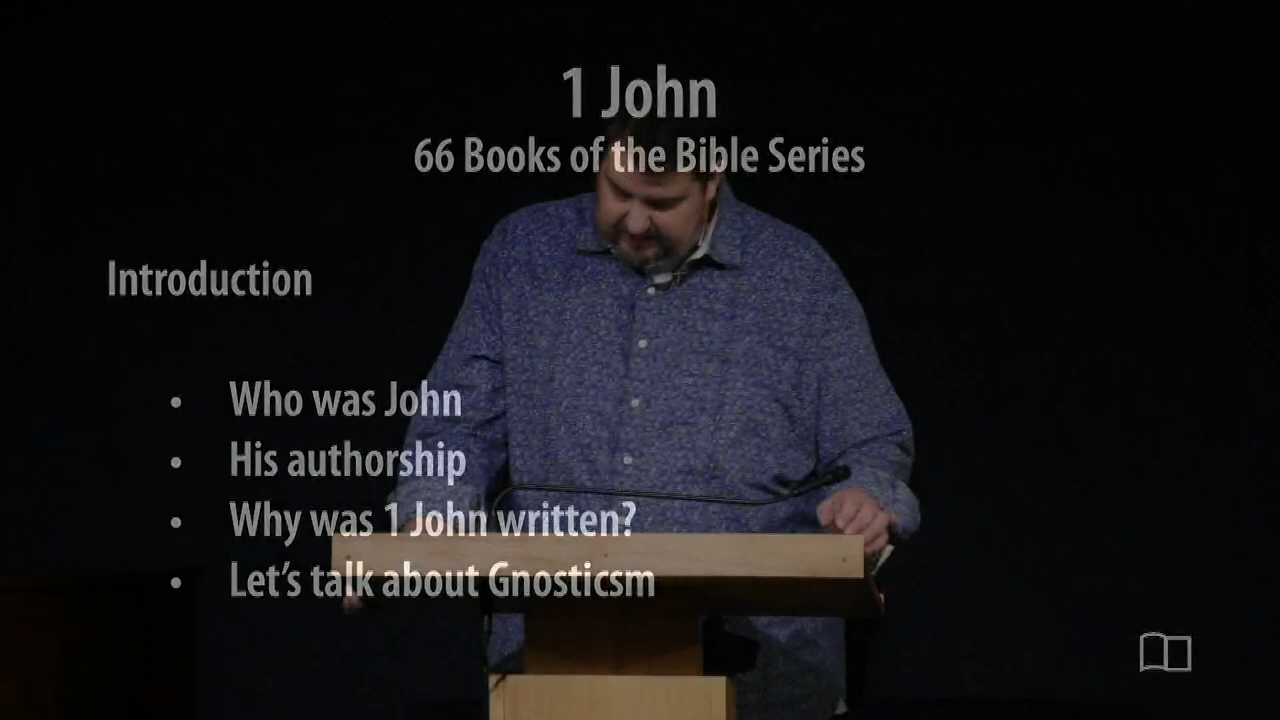 1 John
66 Books of the Bible Series
Introduction
• Who was John
• His authorship
• Why was 1 John written?
• Let's talk about Gnosticsm